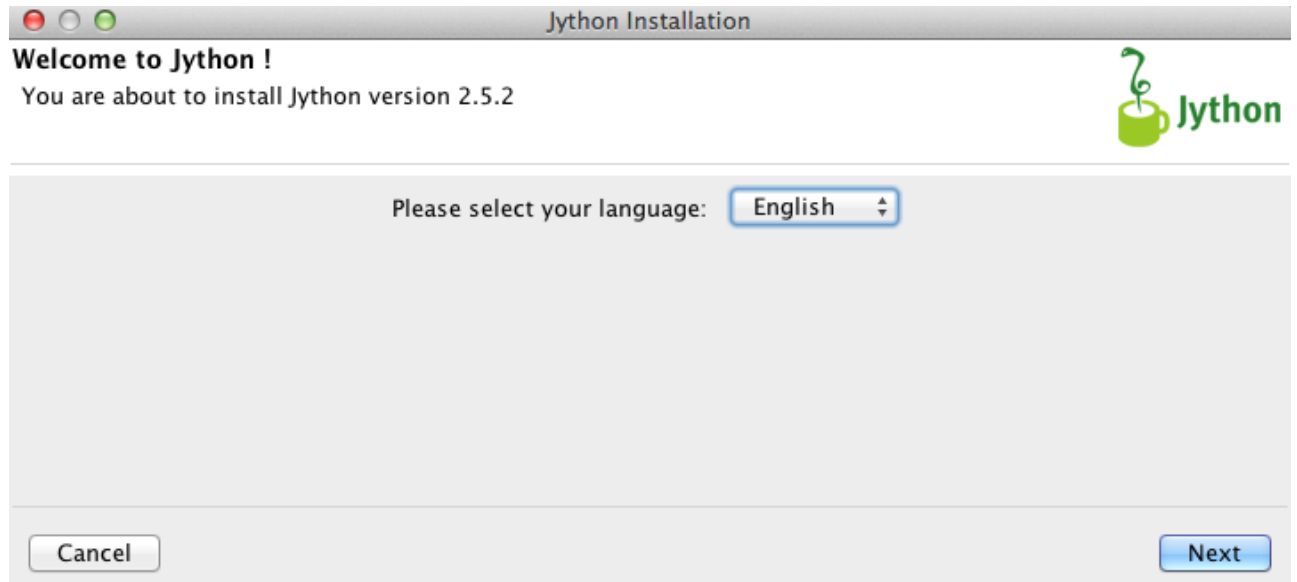 Jython Installation
Welcome to Jython !
You are about to install Jython version 2.5.2
Jython
Please select your language: English
Cancel Next